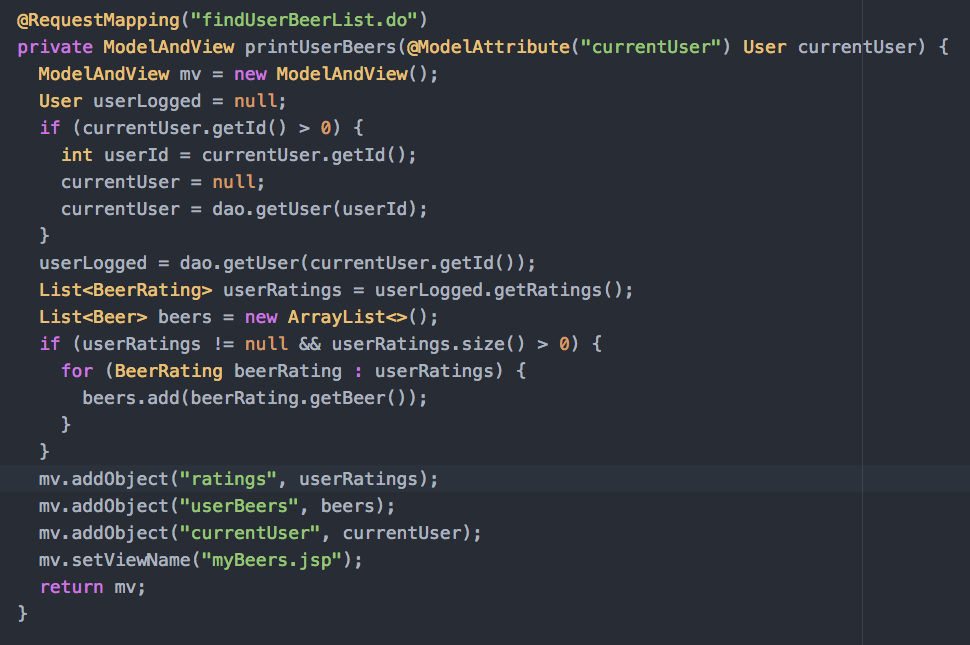 @RequestMapping("findUserBeerList.do")
private ModelAndView printUserBeers(@ModelAttribute("currentUser") User currentUser) {
  ModelAndView mv = new ModelAndView();
  User userLogged = null;
  if (currentUser.getId() > 0) {
    int userId = currentUser.getId();
    currentUser = null;
    currentUser = dao.getUser(userId);
  }
  userLogged = dao.getUser(currentUser.getId());
  List<BeerRating> userRatings = userLogged.getRatings();
  List<Beer> beers = new ArrayList<>();
  if (userRatings != null && userRatings.size() > 0) {
    for (BeerRating beerRating : userRatings) {
      beers.add(beerRating.getBeer());
    }
  }
  mv.addObject("ratings", userRatings);
  mv.addObject("userBeers", beers);
  mv.addObject("currentUser", currentUser);
  mv.setViewName("myBeers.jsp");
  return mv;
}